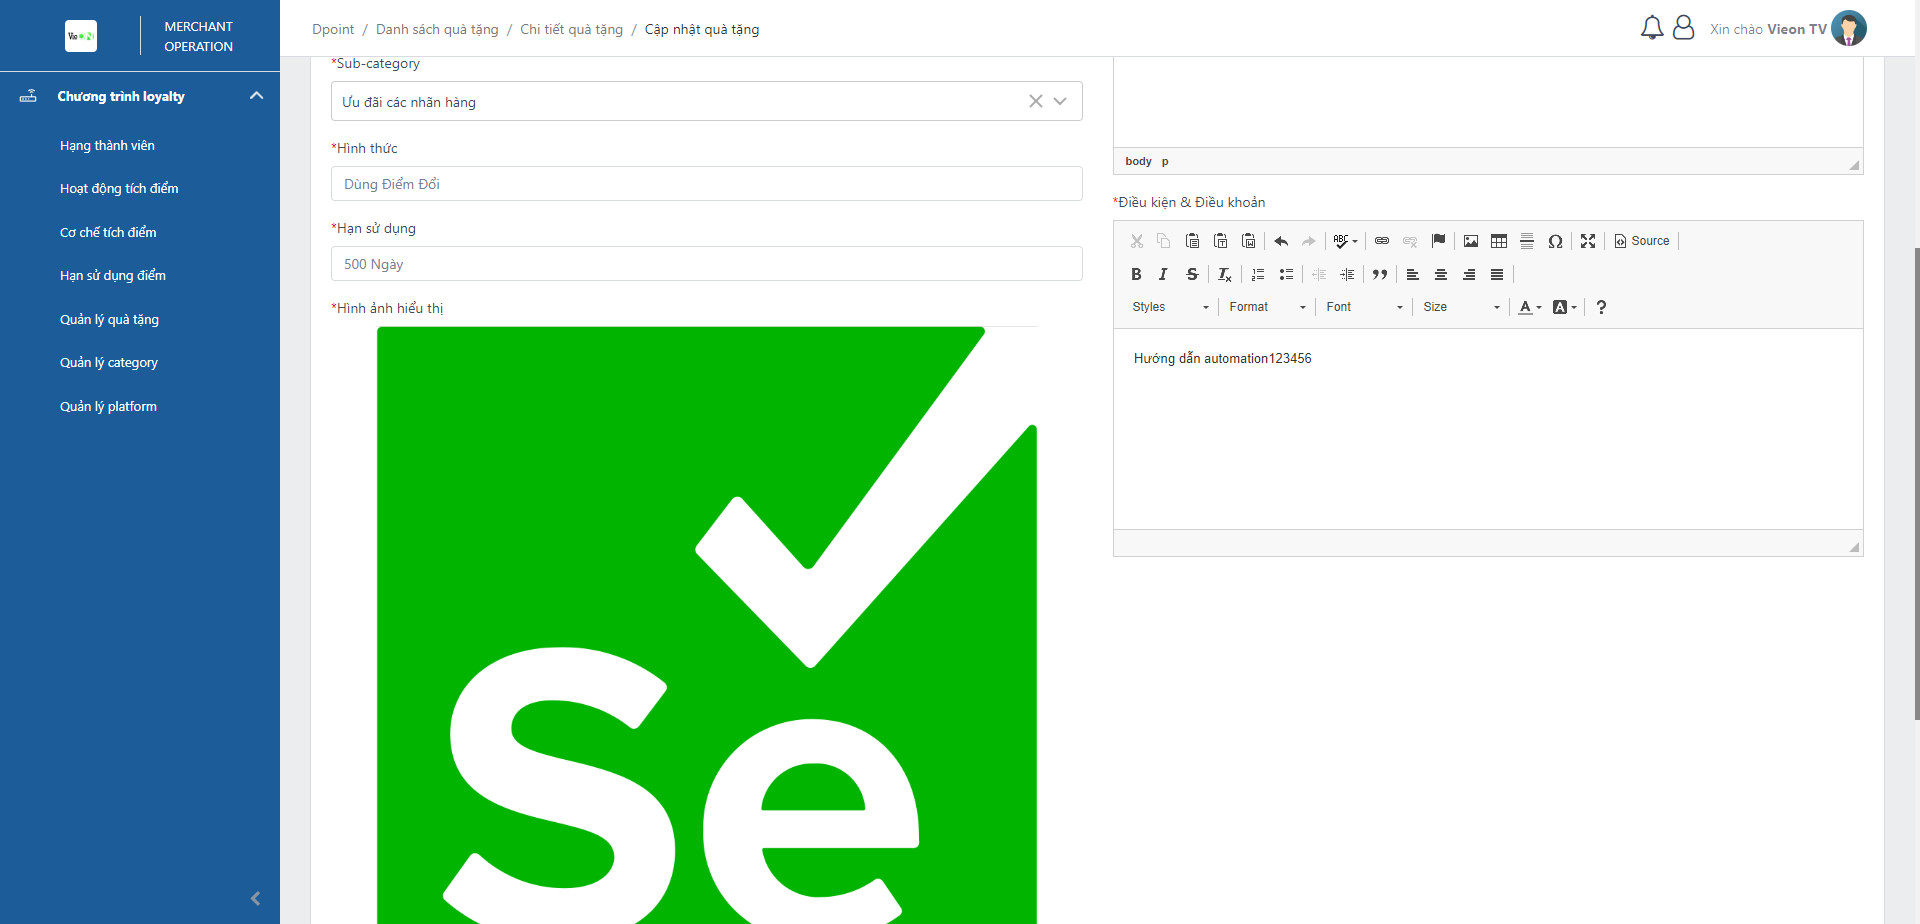 Vie ON
MERCHANT
OPERATION
Chương trình loyalty
Hạng thành viên
Hoạt động tích điểm
Cơ chế tích điểm
Hạn sử dụng điểm
Quản lý quà tặng
Quản lý category
Quản lý platform
Dpoint / Danh sách quà tặng / Chi tiết quà tặng / Cập nhật quà tặng
Xin chào Vieon TV
*Sub-category
Ưu đãi các nhãn hàng
*Hình thức
Dùng Điểm Đổi
*Hạn sử dụng
500 Ngày
*Hình ảnh hiểu thị
Se
body p
*Điều kiện & Điều khoản
ABC Ω Source
B I S Tx
Styles Format Font Size A A ?
Hướng dẫn automation123456